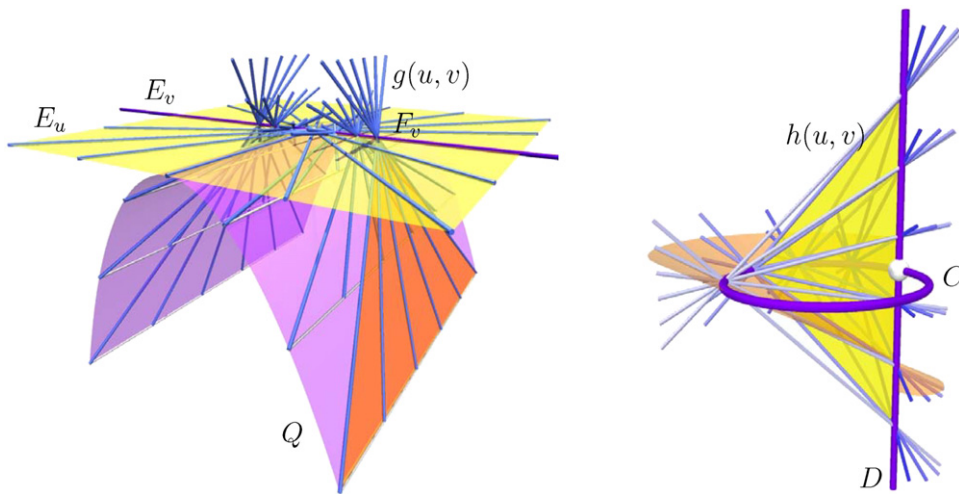 g(u, v)
E_v
E_u
F_v
Q
h(u, v)
C
D